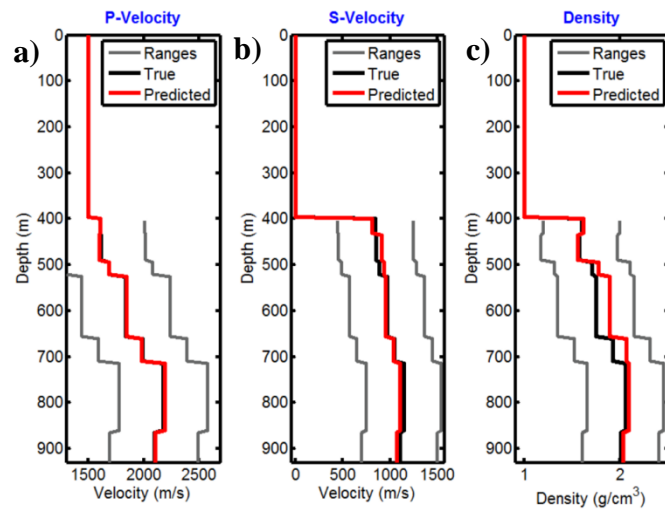 P-Velocity
S-Velocity
Density
a)
b)
c)
Ranges
True
Predicted
Ranges
True
Predicted
Ranges
True
Predicted
0
100
200
300
400
500
600
700
800
900
Depth (m)
1500 2000 2500
Velocity (m/s)
0
100
200
300
400
500
600
700
800
900
Depth (m)
0 500 1000 1500
Velocity (m/s)
0
100
200
300
400
500
600
700
800
900
Depth (m)
1 2
Density (g/cm³)